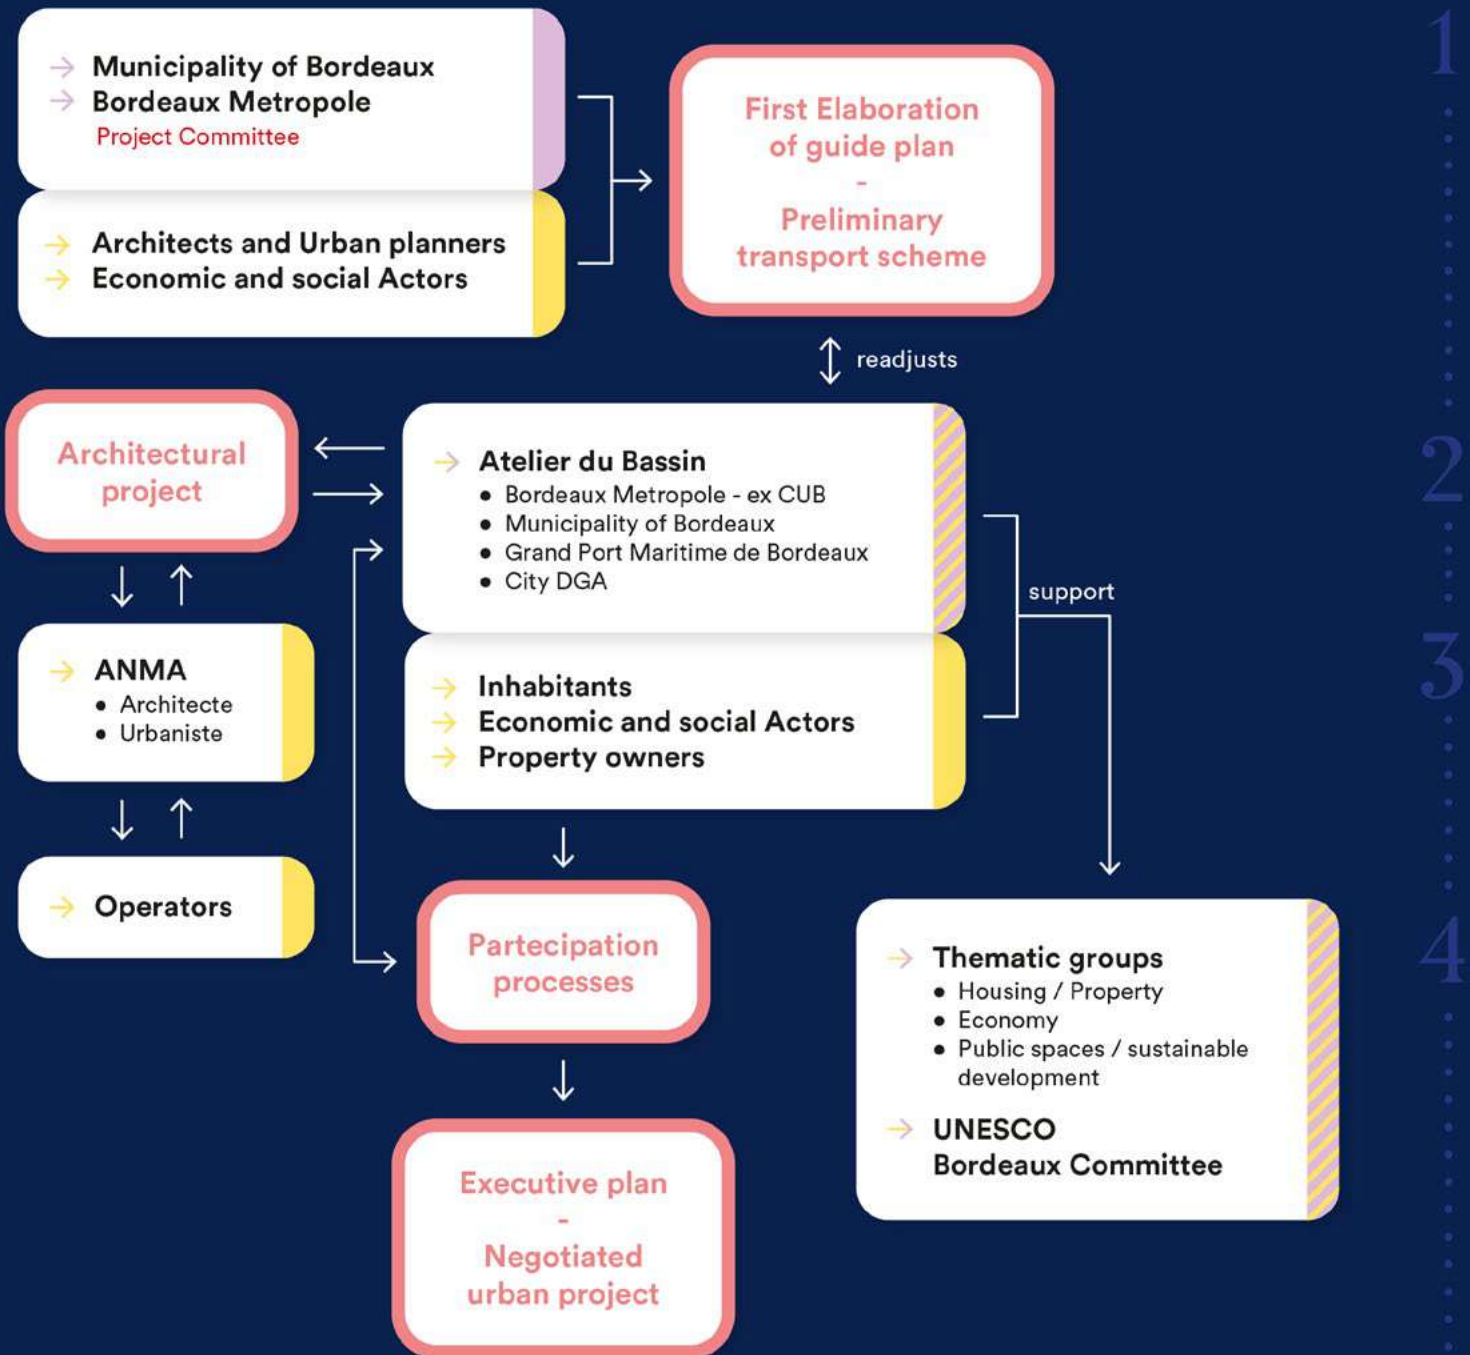 Municipality of Bordeaux
Bordeaux Metropole
Project Committee
Architects and Urban planners
Economic and social Actors
First Elaboration
of guide plan
-
Preliminary
transport scheme
1
readjusts
Architectural
project
Atelier du Bassin
• Bordeaux Metropole - ex CUB
• Municipality of Bordeaux
• Grand Port Maritime de Bordeaux
• City DGA
2
support
ANMA
• Architecte
• Urbaniste
Inhabitants
Economic and social Actors
Property owners
3
Operators
Partecipation
processes
Thematic groups
• Housing / Property
• Economy
• Public spaces / sustainable
development
UNESCO
Bordeaux Committee
4
Executive plan
-
Negotiated
urban project